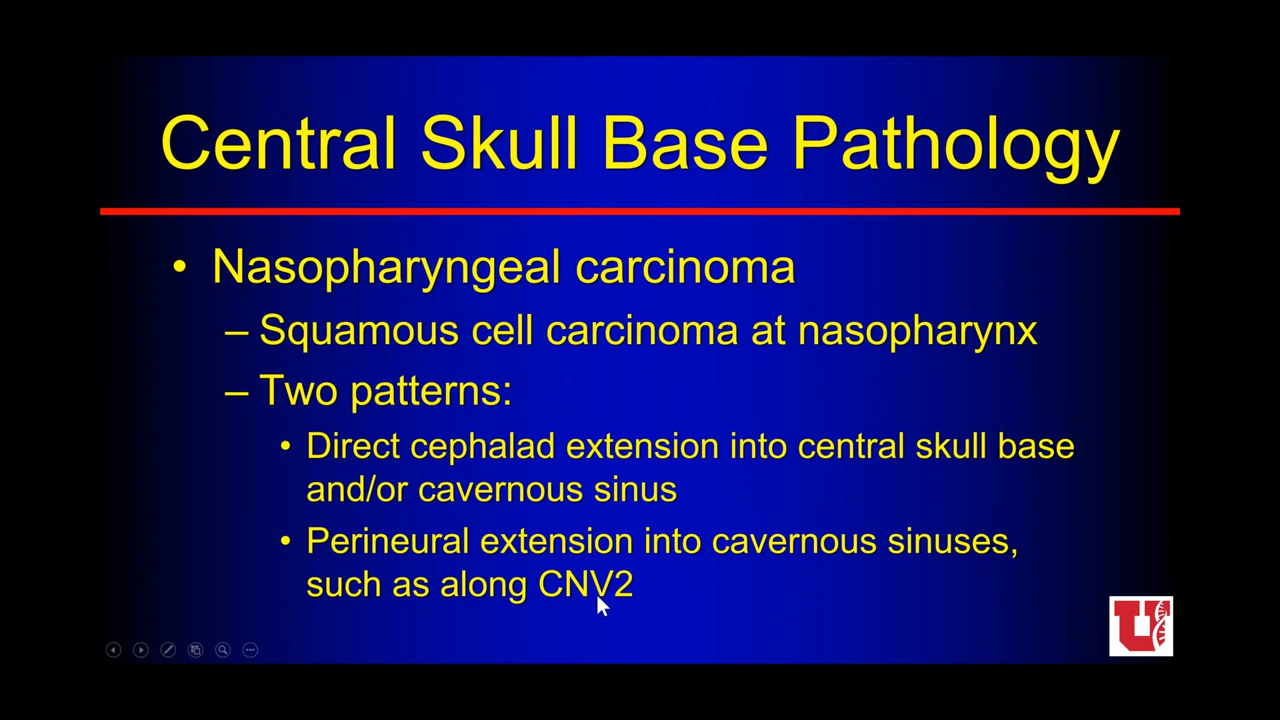 Central Skull Base Pathology
• Nasopharyngeal carcinoma
– Squamous cell carcinoma at nasopharynx
– Two patterns:
• Direct cephalad extension into central skull base
and/or cavernous sinus
• Perineural extension into cavernous sinuses,
such as along CNV2
U